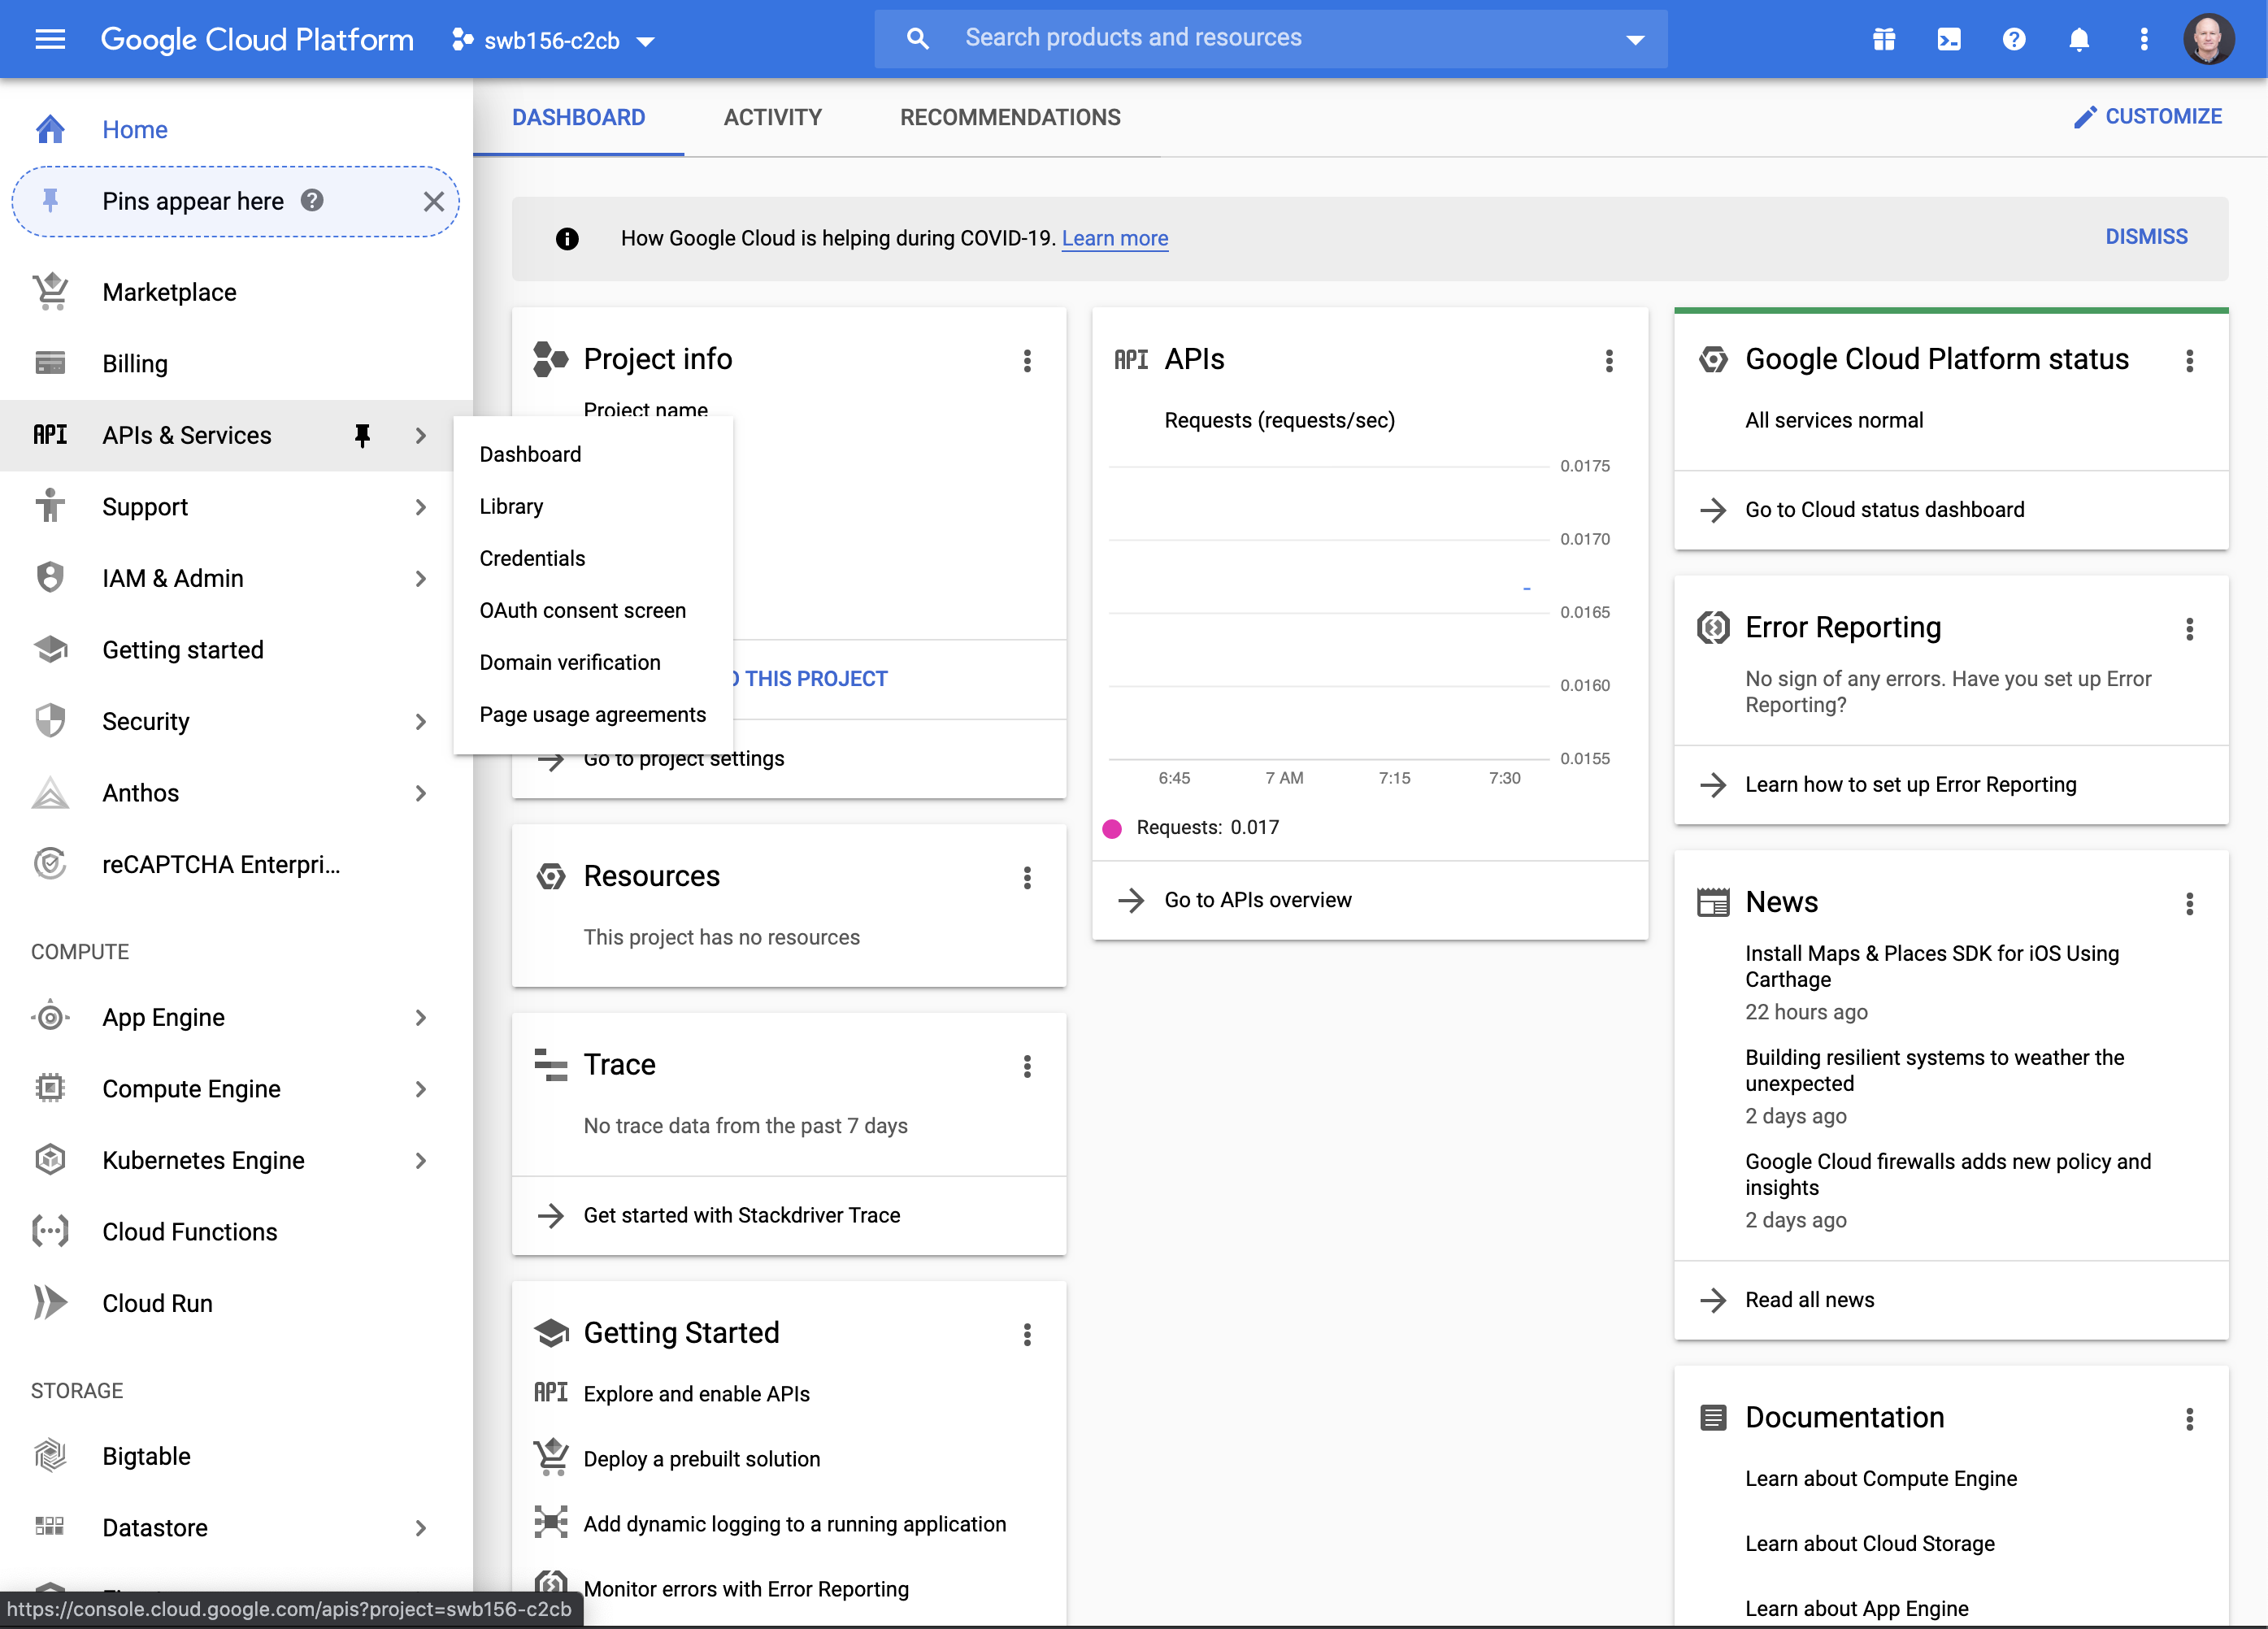 Google Cloud Platform
swb156-c2cb
Search products and resources
Home
Pins appear here
Marketplace
Billing
API
APIs & Services
Support
IAM & Admin
Getting started
Security
Anthos
reCAPTCHA Enterpri...
COMPUTE
App Engine
Compute Engine
Kubernetes Engine
Cloud Functions
Cloud Run
STORAGE
Bigtable
Datastore
https://console.cloud.google.com/apis?project=swb156-c2cb
Dashboard
Library
Credentials
OAuth consent screen
Domain verification
Page usage agreements
DASHBOARD
ACTIVITY
RECOMMENDATIONS
CUSTOMIZE
How Google Cloud is helping during COVID-19. Learn more
DISMISS
Project info
Project name
THIS PROJECT
Go to project settings
Resources
This project has no resources
Trace
No trace data from the past 7 days
Get started with Stackdriver Trace
Getting Started
API
Explore and enable APIs
Deploy a prebuilt solution
Add dynamic logging to a running application
Monitor errors with Error Reporting
API
APIs
Requests (requests/sec)
0.0175
0.0170
0.0165
0.0160
0.0155
6:45
7 AM
7:15
7:30
Requests: 0.017
Go to APIs overview
Google Cloud Platform status
All services normal
Go to Cloud status dashboard
Error Reporting
No sign of any errors. Have you set up Error
Reporting?
Learn how to set up Error Reporting
News
Install Maps & Places SDK for iOS Using
Carthage
22 hours ago
Building resilient systems to weather the
unexpected
2 days ago
Google Cloud firewalls adds new policy and
insights
2 days ago
Read all news
Documentation
Learn about Compute Engine
Learn about Cloud Storage
Learn about App Engine